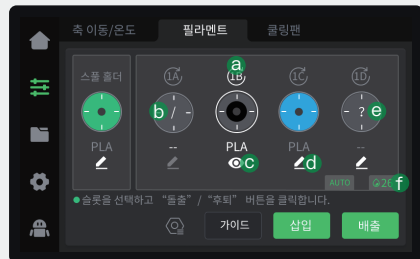 축 이동/온도 필라멘트 쿨링팬
a
스풀 홀더 1A 1B 1C 1D
b / ? e
PLA -- PLA PLA --
c d
AUTO 26 f
슬롯을 선택하고 “돌출” / “후퇴” 버튼을 클릭합니다.
가이드 삽입 배출